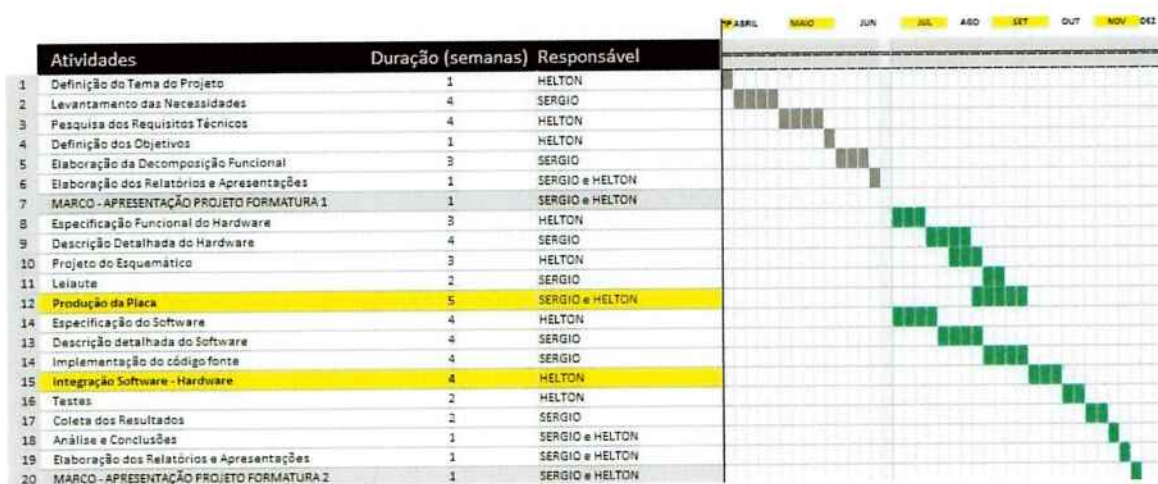 ABRIL MAIO JUN JUL AGO SET OUT NOV DEZ
Atividades Duração (semanas) Responsável
1 Definição do Tema do Projeto 1 HELTON
2 Levantamento das Necessidades 4 SERGIO
3 Pesquisa dos Requisitos Técnicos 4 HELTON
4 Definição dos Objetivos 1 HELTON
5 Elaboração da Decomposição Funcional 3 SERGIO
6 Elaboração dos Relatórios e Apresentações 1 SERGIO e HELTON
7 MARCO - APRESENTAÇÃO PROJETO FORMATURA 1 1 SERGIO e HELTON
8 Especificação Funcional do Hardware 3 HELTON
9 Descrição Detalhada do Hardware 4 SERGIO
10 Projeto do Esquemático 3 HELTON
11 Leiaute 2 SERGIO
12 Produção da Placa 5 SERGIO e HELTON
14 Especificação do Software 4 HELTON
13 Descrição detalhada do Software 4 SERGIO
14 Implementação do código fonte 4 SERGIO
15 Integração Software - Hardware 4 HELTON
16 Testes 2 HELTON
17 Coleta dos Resultados 2 SERGIO
18 Análise e Conclusões 1 SERGIO e HELTON
19 Elaboração dos Relatórios e Apresentações 1 SERGIO e HELTON
20 MARCO - APRESENTAÇÃO PROJETO FORMATURA 2 1 SERGIO e HELTON